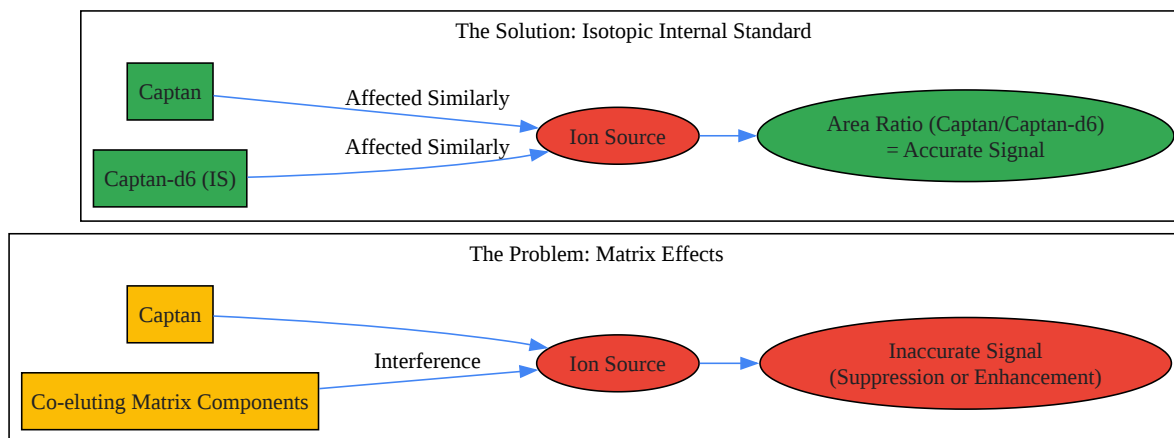 The Solution: Isotopic Internal Standard
Captan
Affected Similarly
Captan-d6 (IS)
Affected Similarly
Ion Source
Area Ratio (Captan/Captan-d6)
= Accurate Signal
The Problem: Matrix Effects
Captan
Co-eluting Matrix Components
Interference
Ion Source
Inaccurate Signal
(Suppression or Enhancement)